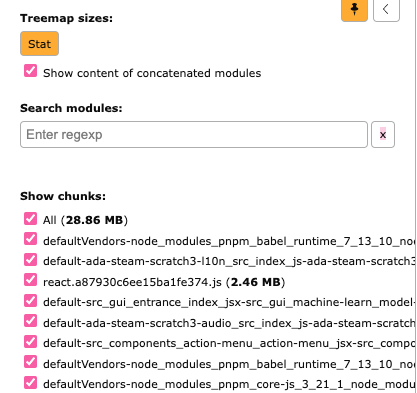 Treemap sizes:
Stat
Show content of concatenated modules
Search modules:
Enter regexp
x
Show chunks:
All (28.86 MB)
defaultVendors-node_modules_pnpm_babel_runtime_7_13_10_no
default-ada-steam-scratch3-l10n_src_index_js-ada-steam-scratch3
react.a87930c6ee15ba1fe374.js (2.46 MB)
default-src_gui_entrance_index_jsx-src_gui_machine-learn_model-
default-ada-steam-scratch3-audio_src_index_js-ada-steam-scratch
default-src_components_action-menu_action-menu_jsx-src_compo
defaultVendors-node_modules_pnpm_babel_runtime_7_13_10_no
defaultVendors-node_modules_pnpm_core-js_3_21_1_node_modu